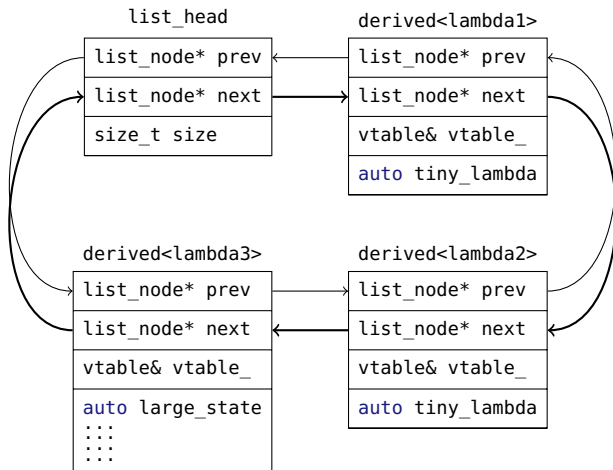 list_head
list_node* prev
list_node* next
size_t size
derived<lambda1>
list_node* prev
list_node* next
vtable& vtable_
auto tiny_lambda
derived<lambda3>
list_node* prev
list_node* next
vtable& vtable_
auto large_state
...
...
...
derived<lambda2>
list_node* prev
list_node* next
vtable& vtable_
auto tiny_lambda